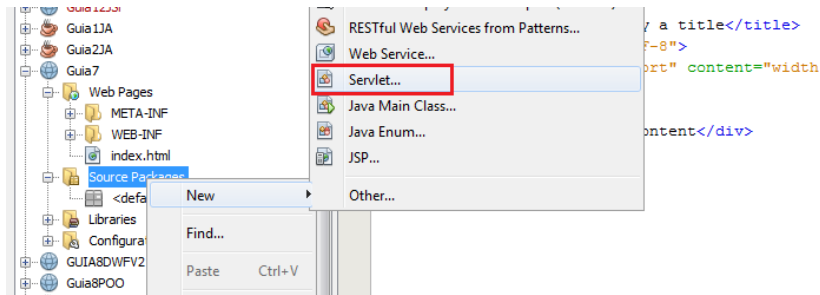 Guia12JSF
Guia1JA
Guia2JA
Guia7
Web Pages
META-INF
WEB-INF
index.html
Source Packages
<defa
Libraries
Configurat
GUIA8DWFV2
Guia8POO
New
Find...
Paste Ctrl+V
RESTful Web Services from Patterns...
Web Service...
Servlet...
Java Main Class...
Java Enum...
JSP...
Other...
a title</title>
F-8">
ort" content="width
ontent</div>